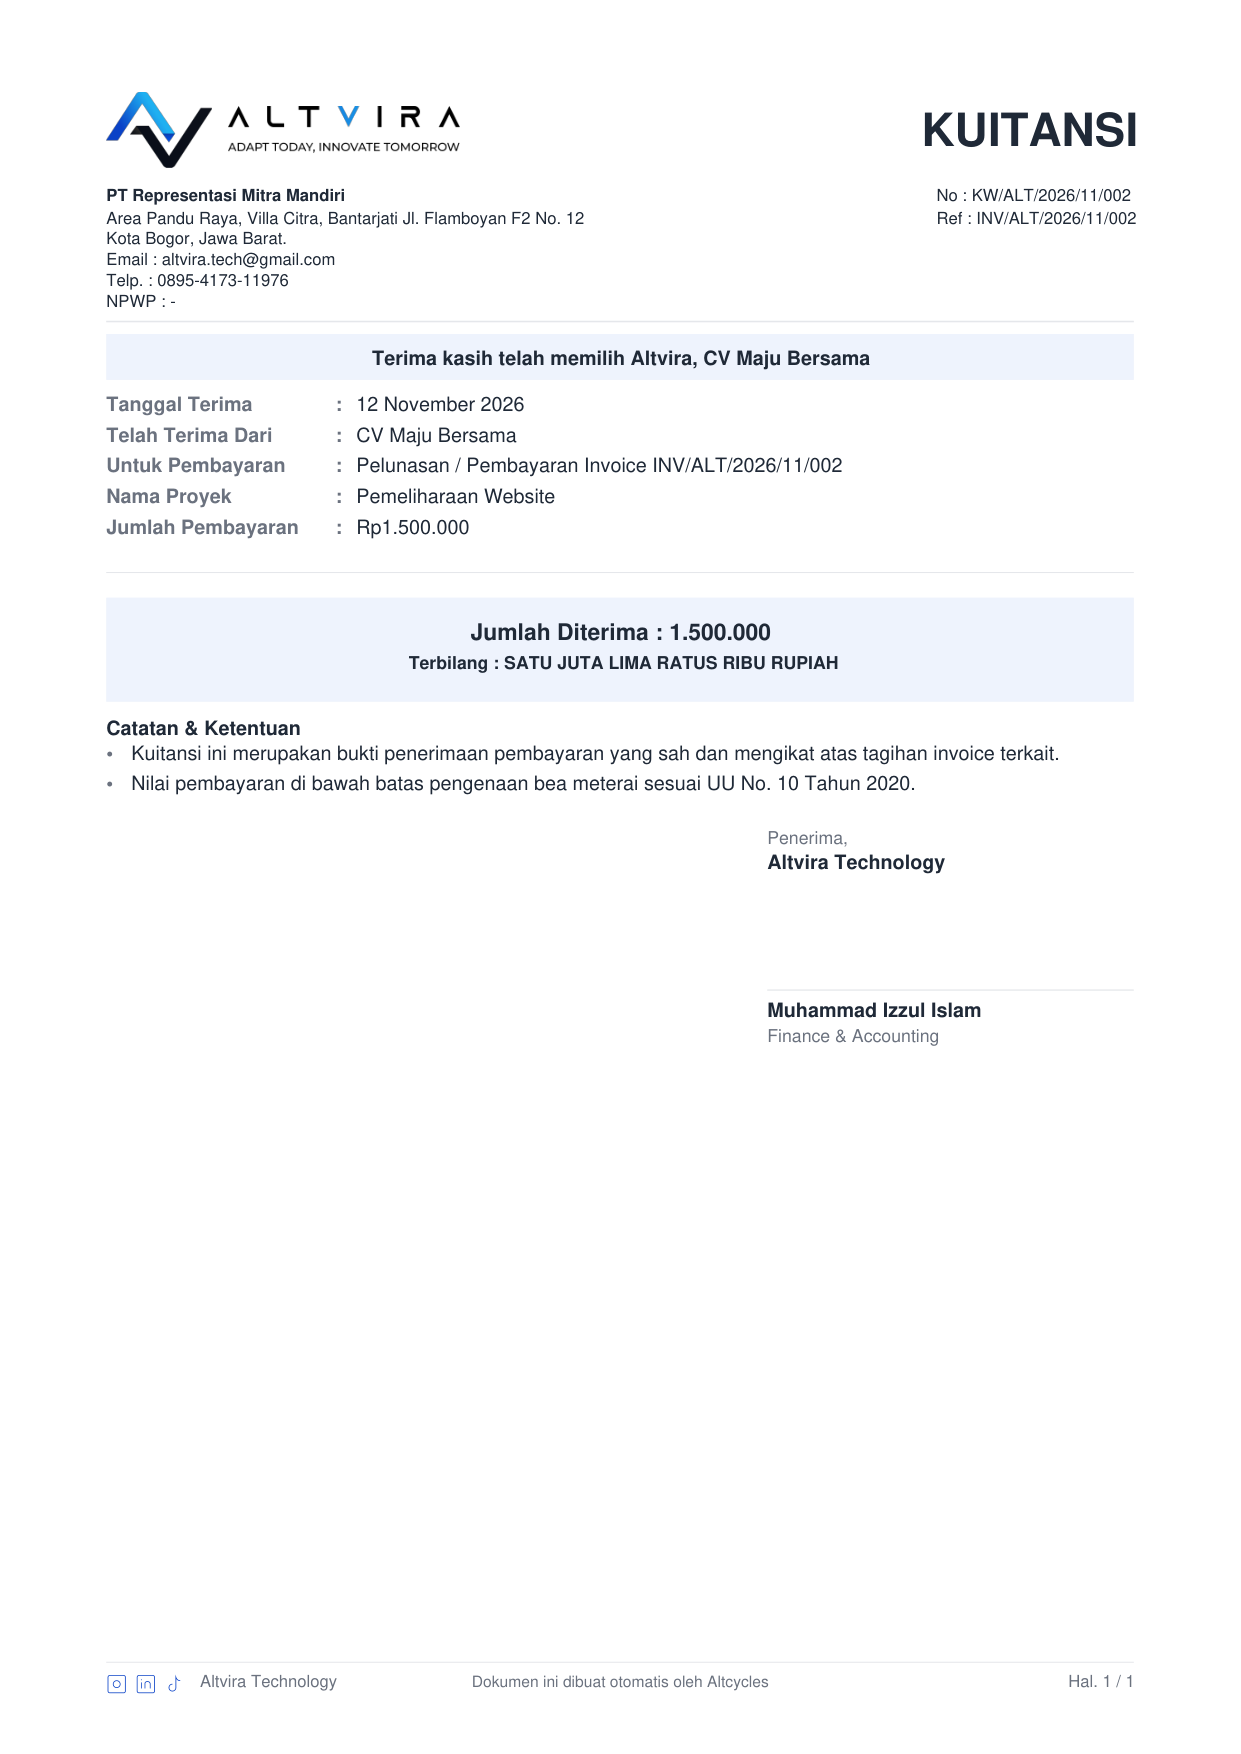 ALTVIRA
ADAPT TODAY, INNOVATE TOMORROW
KUITANSI
PT Representasi Mitra Mandiri
Area Pandu Raya, Villa Citra, Bantarjati Jl. Flamboyan F2 No. 12
Kota Bogor, Jawa Barat.
Email : altvira.tech@gmail.com
Telp. : 0895-4173-11976
NPWP : -
No : KW/ALT/2026/11/002
Ref : INV/ALT/2026/11/002
Terima kasih telah memilih Altvira, CV Maju Bersama
Tanggal Terima : 12 November 2026
Telah Terima Dari : CV Maju Bersama
Untuk Pembayaran : Pelunasan / Pembayaran Invoice INV/ALT/2026/11/002
Nama Proyek : Pemeliharaan Website
Jumlah Pembayaran : Rp1.500.000
Jumlah Diterima : 1.500.000
Terbilang : SATU JUTA LIMA RATUS RIBU RUPIAH
Catatan & Ketentuan
• Kuitansi ini merupakan bukti penerimaan pembayaran yang sah dan mengikat atas tagihan invoice terkait.
• Nilai pembayaran di bawah batas pengenaan bea meterai sesuai UU No. 10 Tahun 2020.
Penerima,
Altvira Technology
Muhammad Izzul Islam
Finance & Accounting
Altvira Technology
Dokumen ini dibuat otomatis oleh Altcycles
Hal. 1 / 1